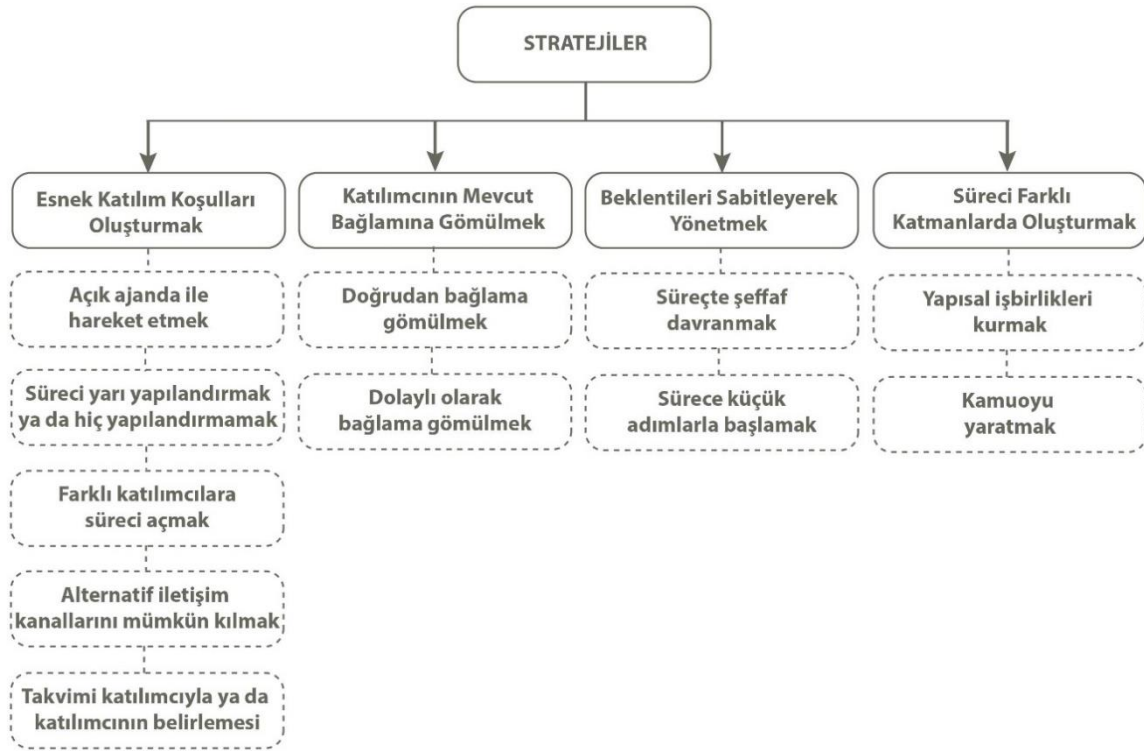 STRATEJİLER
Esnek Katılım Koşulları
Oluşturmak
Açık ajanda ile
hareket etmek
Süreci yarı yapılandırmak
ya da hiç yapılandırmamak
Farklı katılımcılara
süreci açmak
Alternatif iletişim
kanallarını mümkün kılmak
Takvimi katılımcıyla ya da
katılımcının belirlemesi
Katılımcının Mevcut
Bağlamına Gömülmek
Doğrudan bağlama
gömülmek
Dolaylı olarak
bağlama gömülmek
Beklentileri Sabitleyerek
Yönetmek
Süreçte şeffaf
davranmak
Sürece küçük
adımlarla başlamak
Süreci Farklı
Katmanlarda Oluşturmak
Yapısal işbirlikleri
kurmak
Kamuoyu
yaratmak